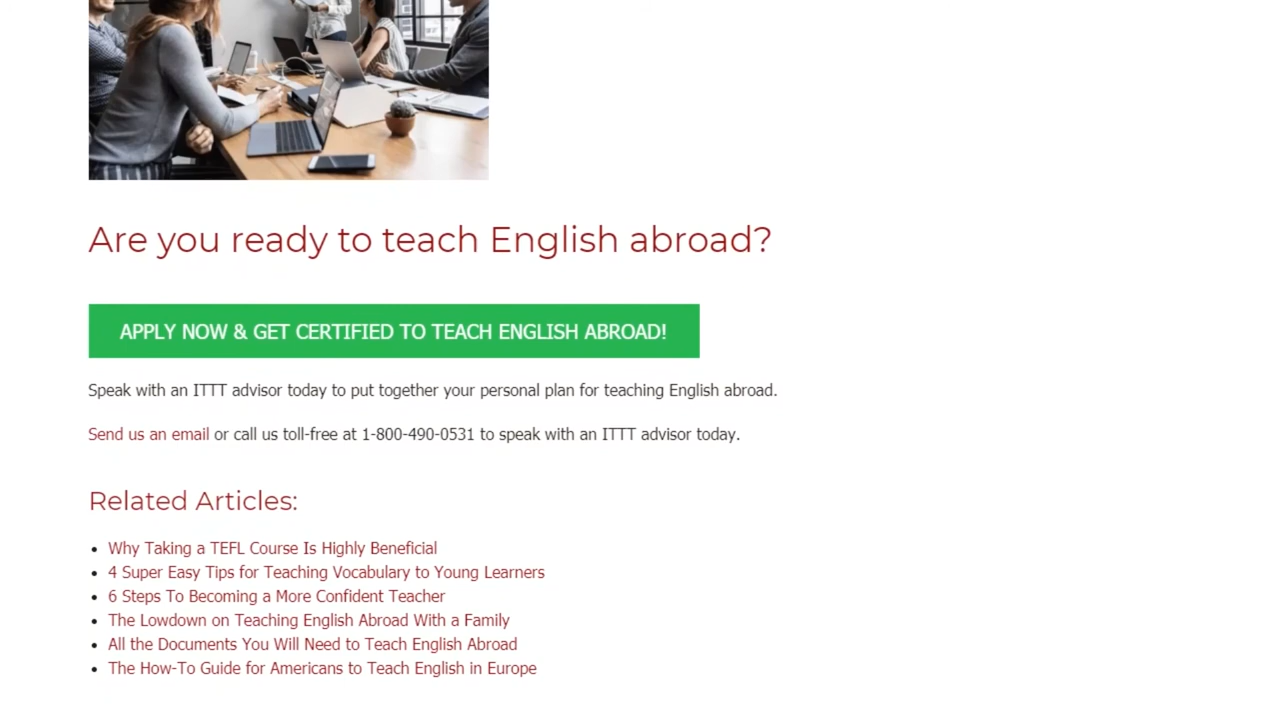 Are you ready to teach English abroad?
APPLY NOW & GET CERTIFIED TO TEACH ENGLISH ABROAD!
Speak with an ITTT advisor today to put together your personal plan for teaching English abroad.
Send us an email or call us toll-free at 1-800-490-0531 to speak with an ITTT advisor today.
Related Articles:
Why Taking a TEFL Course Is Highly Beneficial
4 Super Easy Tips for Teaching Vocabulary to Young Learners
6 Steps To Becoming a More Confident Teacher
The Lowdown on Teaching English Abroad With a Family
All the Documents You Will Need to Teach English Abroad
The How-To Guide for Americans to Teach English in Europe